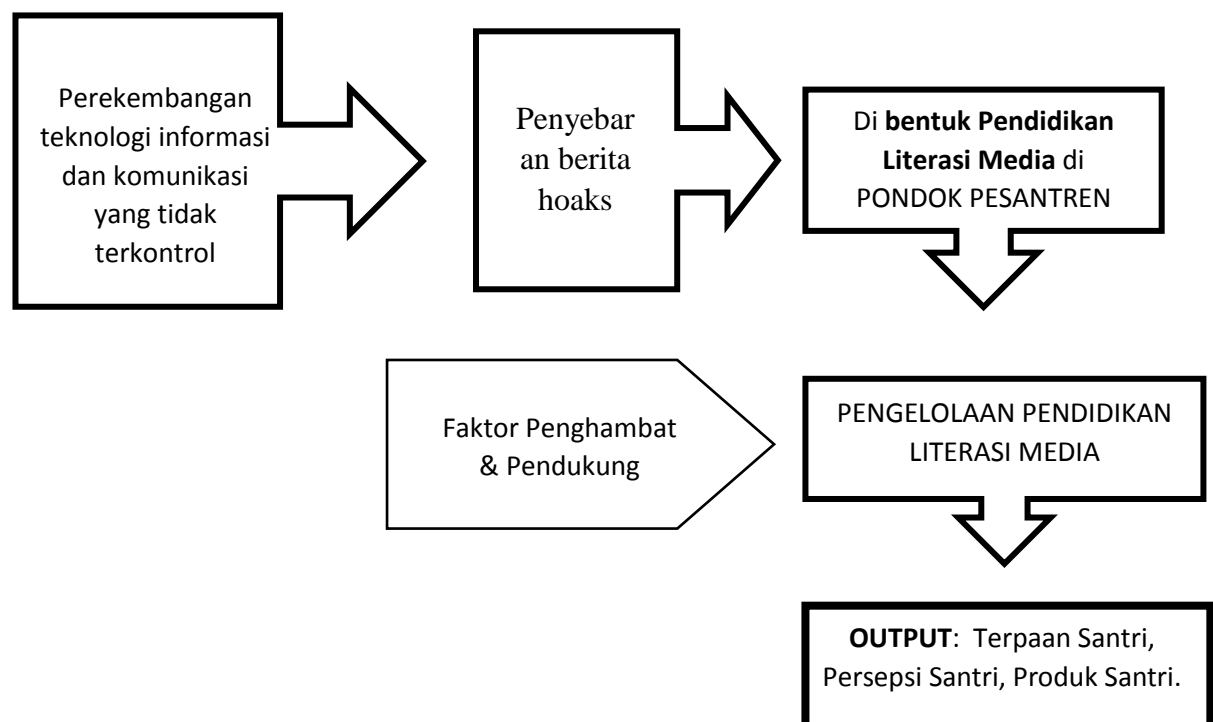 Perekembangan
teknologi informasi
dan komunikasi
yang tidak
terkontrol
Penyebar
an berita
hoaks
Di bentuk Pendidikan
Literasi Media di
PONDOK PESANTREN
Faktor Penghambat
& Pendukung
PENGELOLAAN PENDIDIKAN
LITERASI MEDIA
OUTPUT: Terpaan Santri,
Persepsi Santri, Produk Santri.